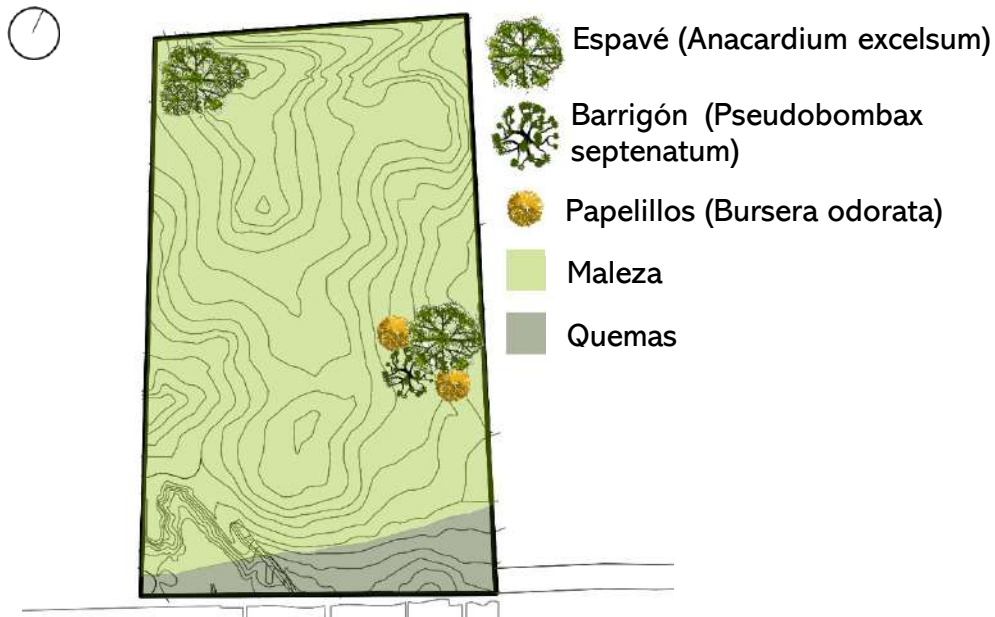 Espavé (Anacardium excelsum)
Barrigón (Pseudobombax
septenatum)
Papelillos (Bursera odorata)
Maleza
Quemas